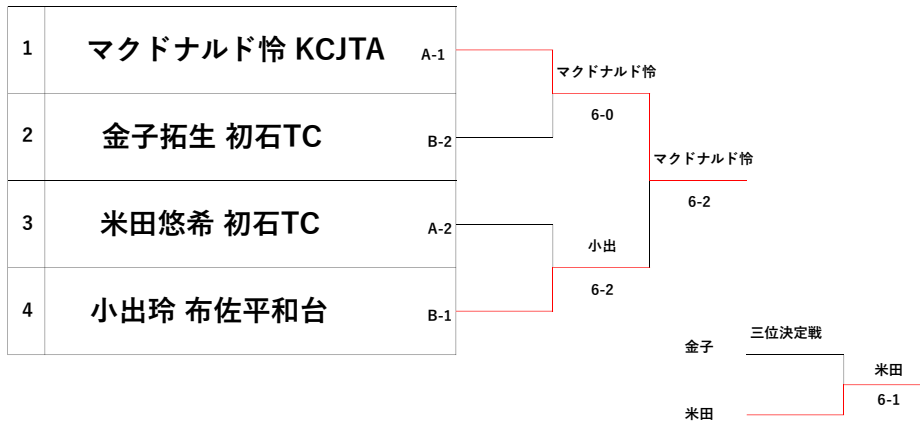 1 マクドナルド怜 KCJTA A-1
マクドナルド怜
6-0
2 金子拓生 初石TC B-2
マクドナルド怜
6-2
3 米田悠希 初石TC A-2
小出
6-2
4 小出玲 布佐平和台 B-1
三位決定戦
金子
米田
6-1
米田